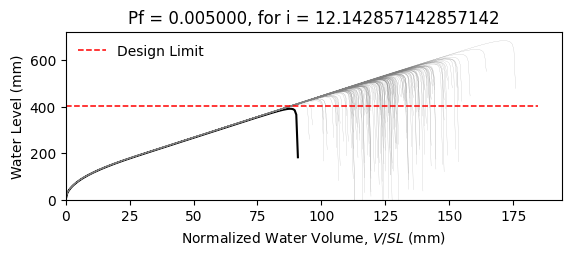 Pf = 0.005000, for i = 12.142857142857142
Design Limit
Water Level (mm)
600
400
200
0
0 25 50 75 100 125 150 175
Normalized Water Volume, V/SL (mm)